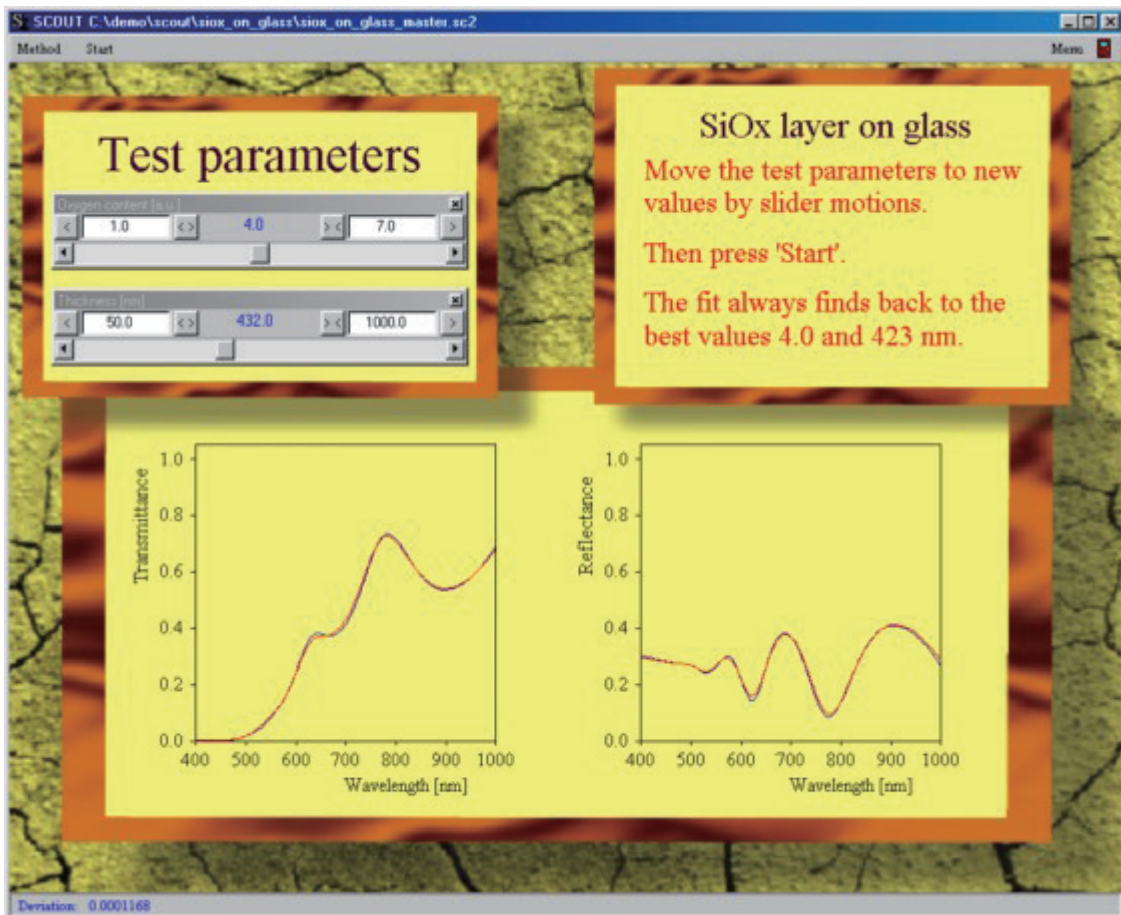 SCOUT C:\demo\scout\siox_on_glass\siox_on_glass_master.sc2
Method Start Menu
Test parameters
Oxygen content [a.u.]
< 1.0 <> 4.0 >< 7.0 >
Thickness [nm]
< 50.0 <> 432.0 >< 1000.0 >
SiOx layer on glass
Move the test parameters to new
values by slider motions.
Then press 'Start'.
The fit always finds back to the
best values 4.0 and 423 nm.
Transmittance
1.0
0.8
0.6
0.4
0.2
0.0
400 500 600 700 800 900 1000
Wavelength [nm]
Reflectance
1.0
0.8
0.6
0.4
0.2
0.0
400 500 600 700 800 900 1000
Wavelength [nm]
Deviation: 0.0001168